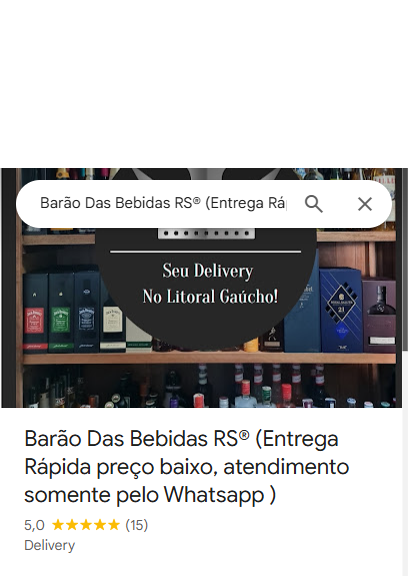 Barão Das Bebidas RS® (Entrega Rá
Seu Delivery
No Litoral Gaúcho!
21
Barão Das Bebidas RS® (Entrega
Rápida preço baixo, atendimento
somente pelo Whatsapp )
5,0 ★★★★★ (15)
Delivery